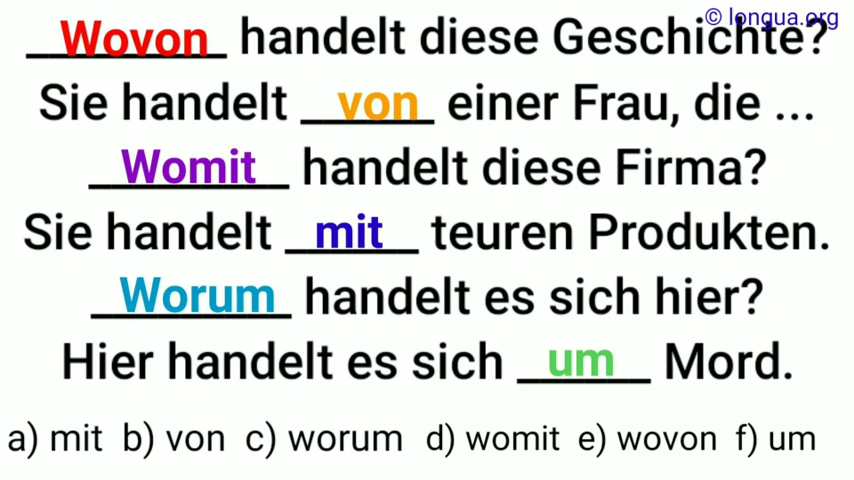 © longua.org
Wovon handelt diese Geschichte?
Sie handelt von einer Frau, die ...
Womit handelt diese Firma?
Sie handelt mit teuren Produkten.
Worum handelt es sich hier?
Hier handelt es sich um Mord.
a) mit b) von c) worum d) womit e) wovon f) um